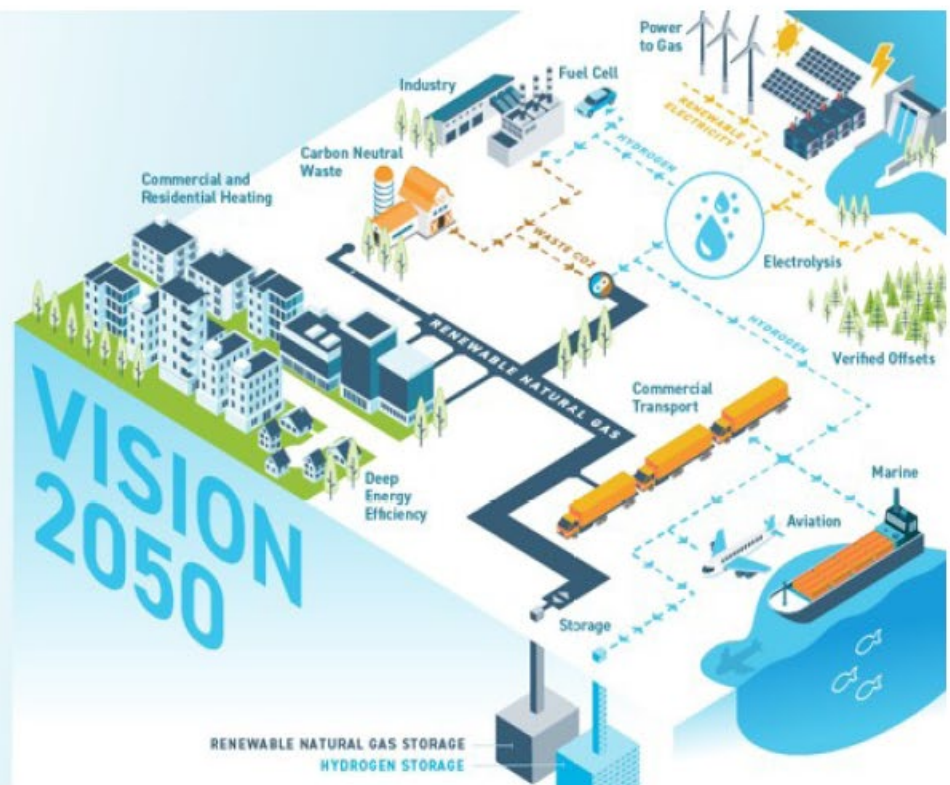 Power
to Gas
Fuel Cell
Industry
RENEWABLE
ELECTRICITY
HYDROGEN
Carbon Neutral
Waste
Commercial and
Residential Heating
WASTE CO2
Electrolysis
HYDROGEN
Verified Offsets
RENEWABLE NATURAL GAS
Commercial
Transport
VISION
2050
Deep
Energy
Efficiency
Marine
Aviation
Storage
RENEWABLE NATURAL GAS STORAGE
HYDROGEN STORAGE